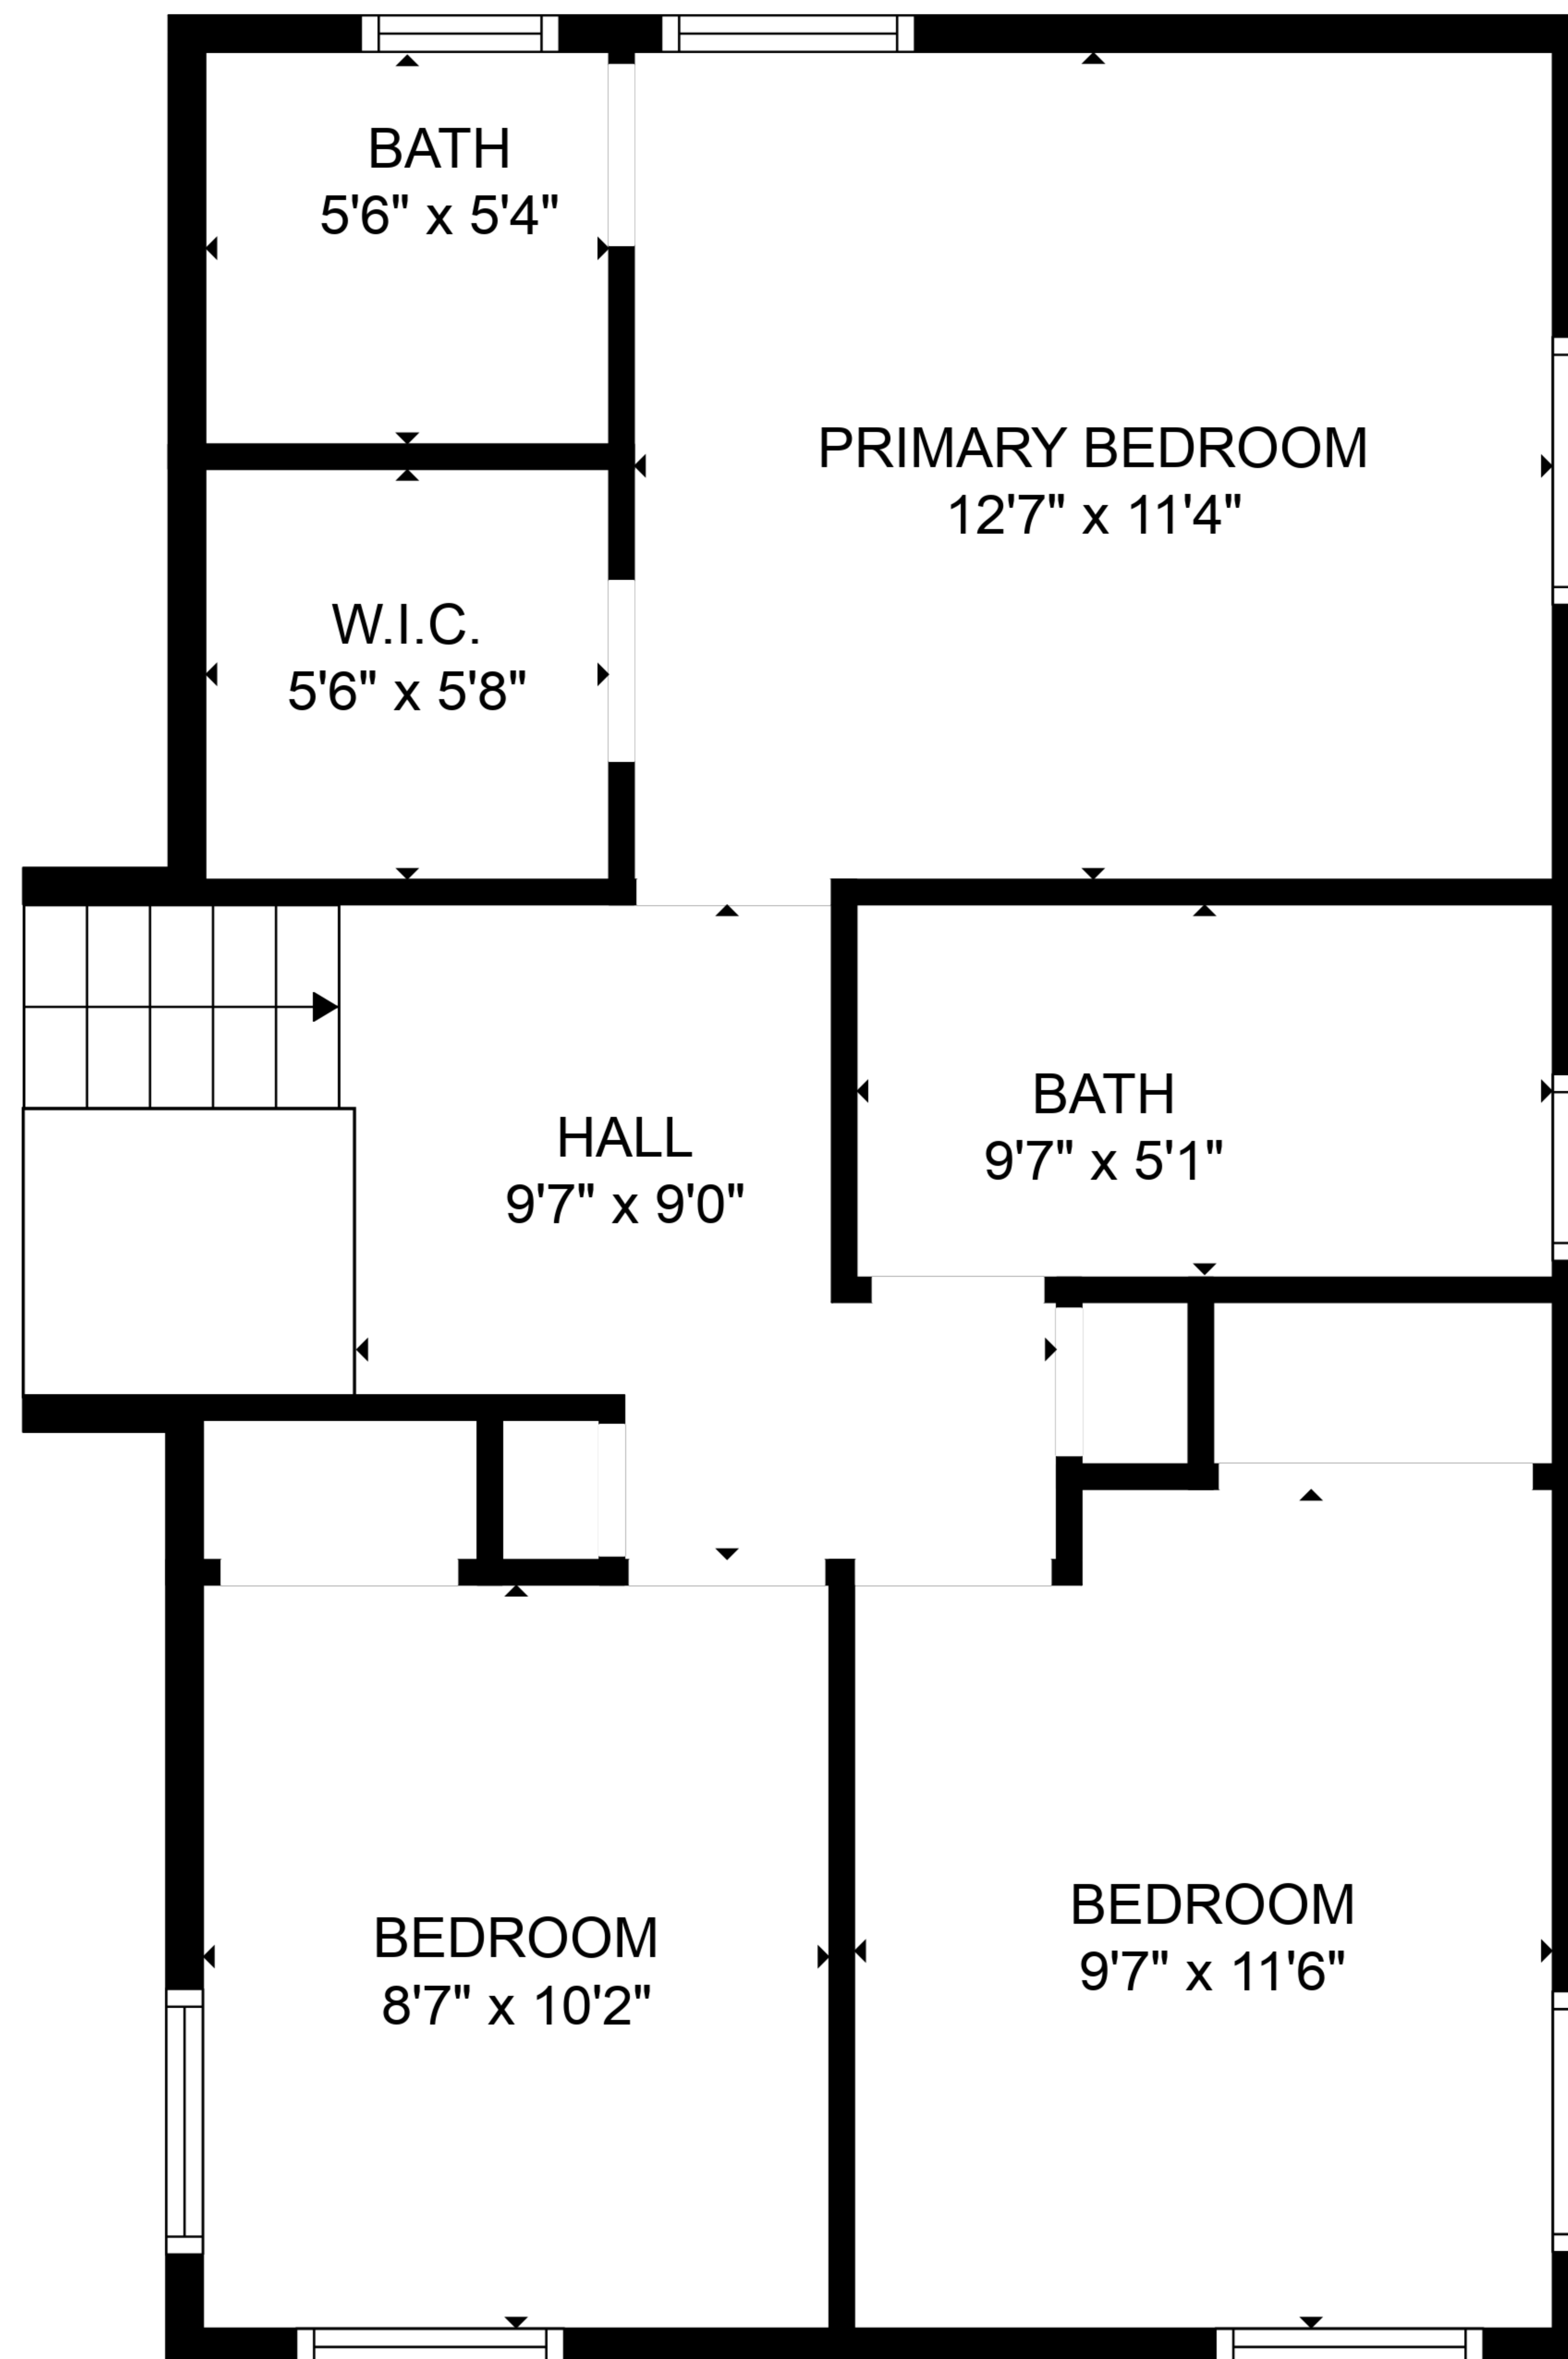 BATH
5'6" x 5'4"
PRIMARY BEDROOM
12'7" x 11'4"
W.I.C.
5'6" x 5'8"
BATH
9'7" x 5'1"
HALL
9'7" x 9'0"
BEDROOM
9'7" x 11'6"
BEDROOM
8'7" x 10'2"